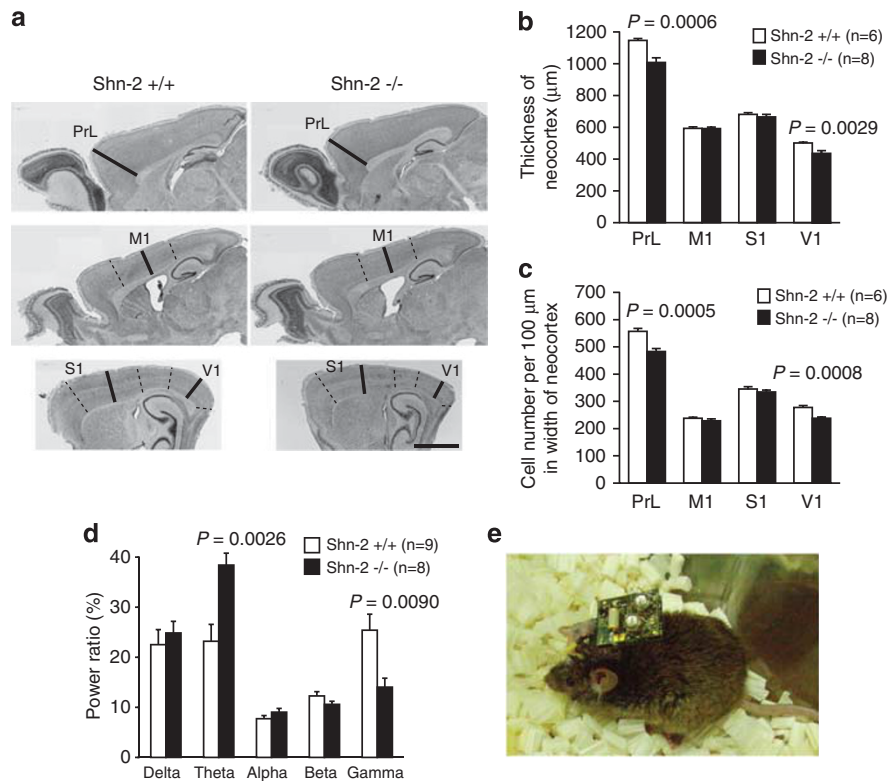 a
Shn-2 +/+
Shn-2 -/-
PrL
PrL
M1
M1
S1
V1
S1
V1
b
P = 0.0006
Shn-2 +/+ (n=6)
Shn-2 -/- (n=8)
P = 0.0029
Thickness of
neocortex (μm)
1200
1000
800
600
400
200
0
PrL
M1
S1
V1
c
P = 0.0005
Shn-2 +/+ (n=6)
Shn-2 -/- (n=8)
P = 0.0008
Cell number per 100 μm
in width of neocortex
700
600
500
400
300
200
100
0
PrL
M1
S1
V1
d
P = 0.0026
Shn-2 +/+ (n=9)
Shn-2 -/- (n=8)
P = 0.0090
Power ratio (%)
40
30
20
10
0
Delta
Theta
Alpha
Beta
Gamma
e